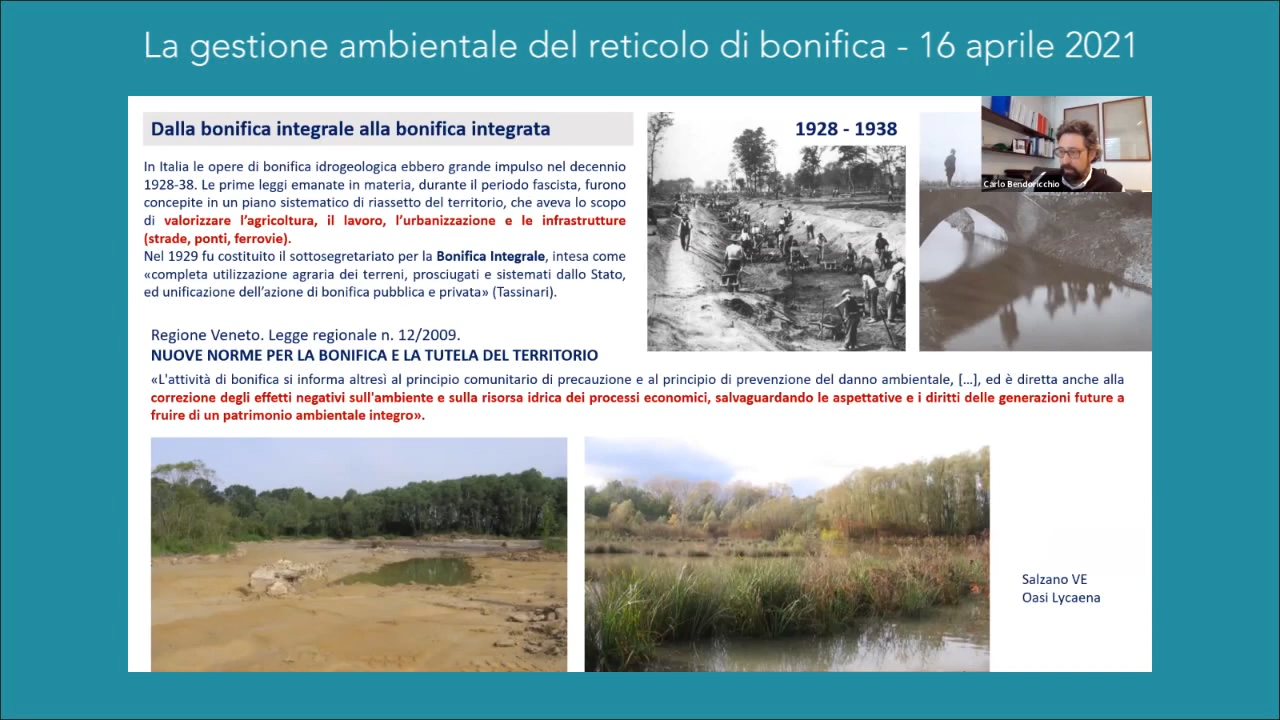 La gestione ambientale del reticolo di bonifica - 16 aprile 2021
Dalla bonifica integrale alla bonifica integrata
1928 - 1938
Carlo Bendoricchio
In Italia le opere di bonifica idrogeologica ebbero grande impulso nel decennio
1928-38. Le prime leggi emanate in materia, durante il periodo fascista, furono
concepite in un piano sistematico di riassetto del territorio, che aveva lo scopo
di valorizzare l’agricoltura, il lavoro, l’urbanizzazione e le infrastrutture
(strade, ponti, ferrovie).
Nel 1929 fu costituito il sottosegretariato per la Bonifica Integrale, intesa come
«completa utilizzazione agraria dei terreni, prosciugati e sistemati dallo Stato,
ed unificazione dell’azione di bonifica pubblica e privata» (Tassinari).
Regione Veneto. Legge regionale n. 12/2009.
NUOVE NORME PER LA BONIFICA E LA TUTELA DEL TERRITORIO
«L'attività di bonifica si informa altresì al principio comunitario di precauzione e al principio di prevenzione del danno ambientale, […], ed è diretta anche alla
correzione degli effetti negativi sull'ambiente e sulla risorsa idrica dei processi economici, salvaguardando le aspettative e i diritti delle generazioni future a
fruire di un patrimonio ambientale integro».
Salzano VE
Oasi Lycaena